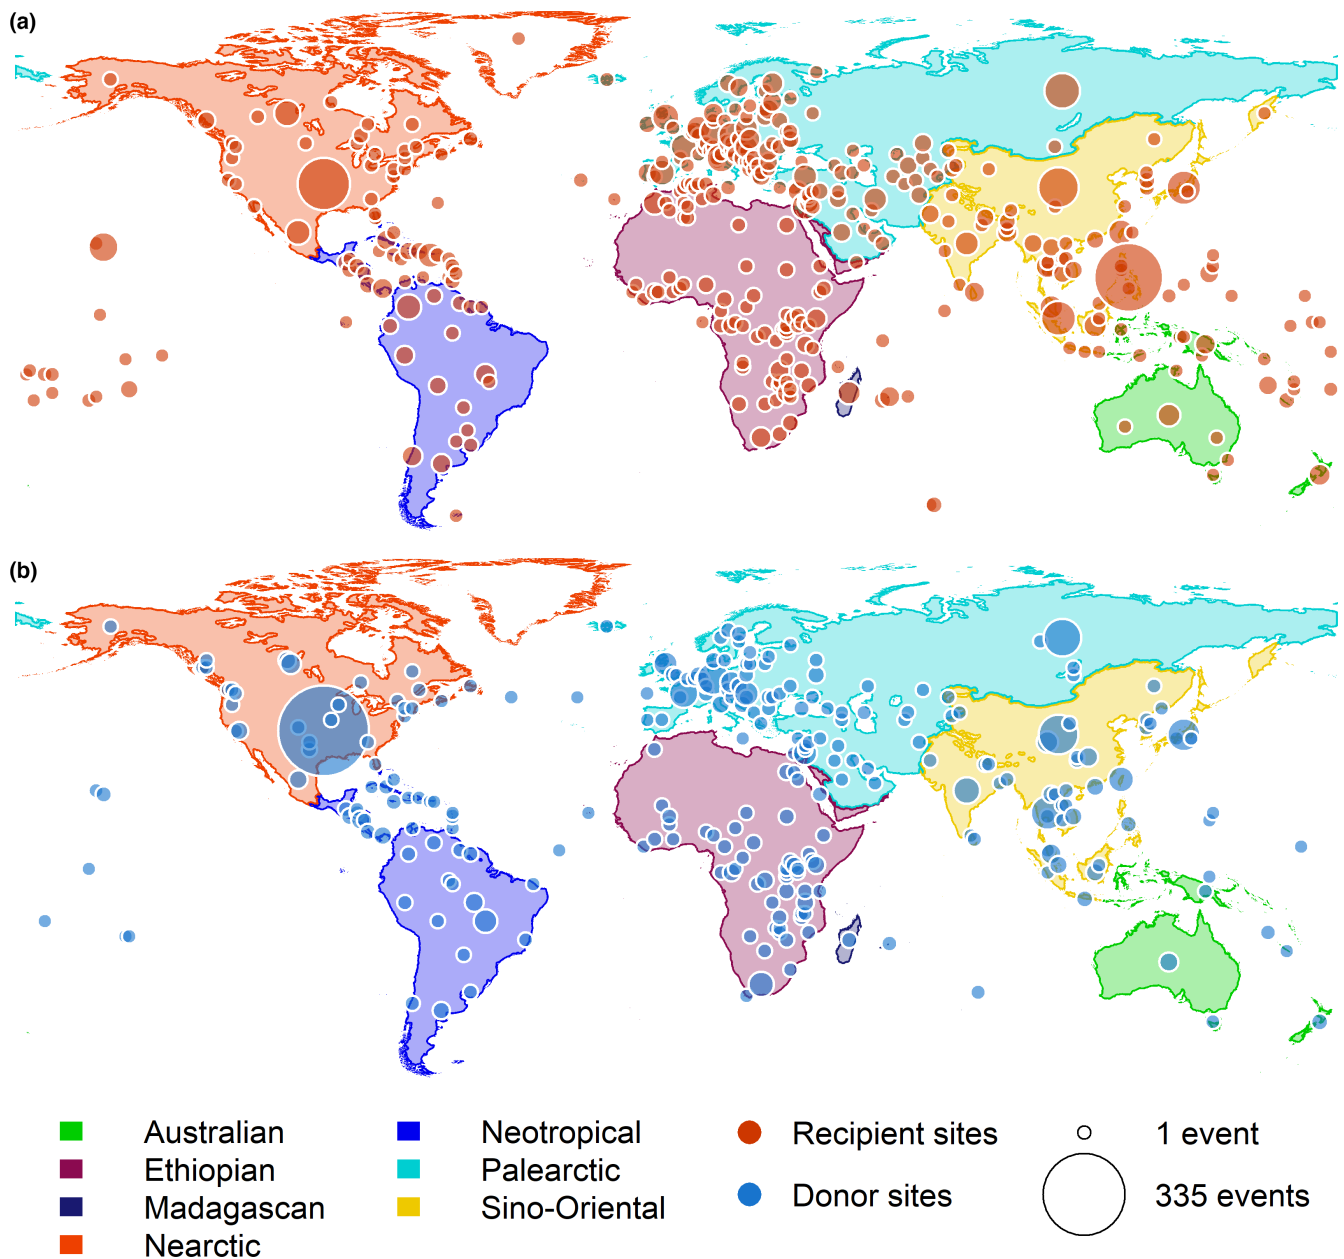 (a)
(b)
Australian
Ethiopian
Madagascan
Nearctic
Neotropical
Palearctic
Sino-Oriental
Recipient sites
Donor sites
1 event
335 events